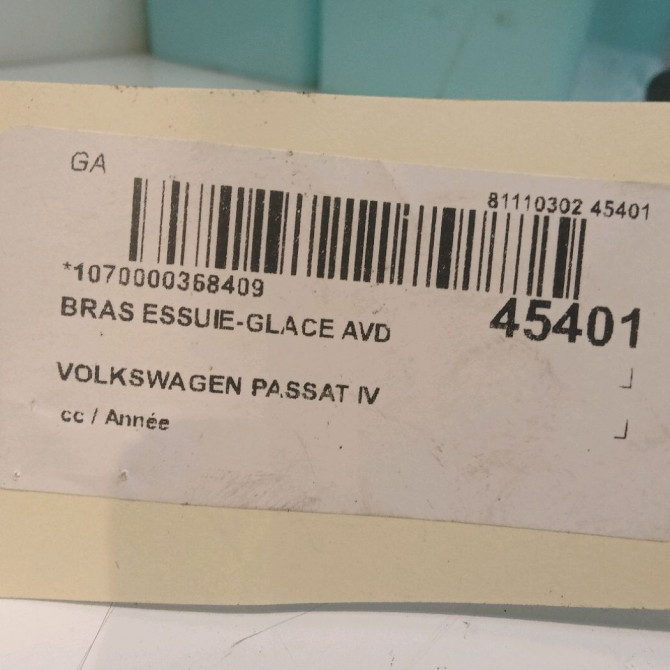 GA
81110302 45401
*1070000368409
45401
BRAS ESSUIE-GLACE AVD
VOLKSWAGEN PASSAT IV
cc / Année